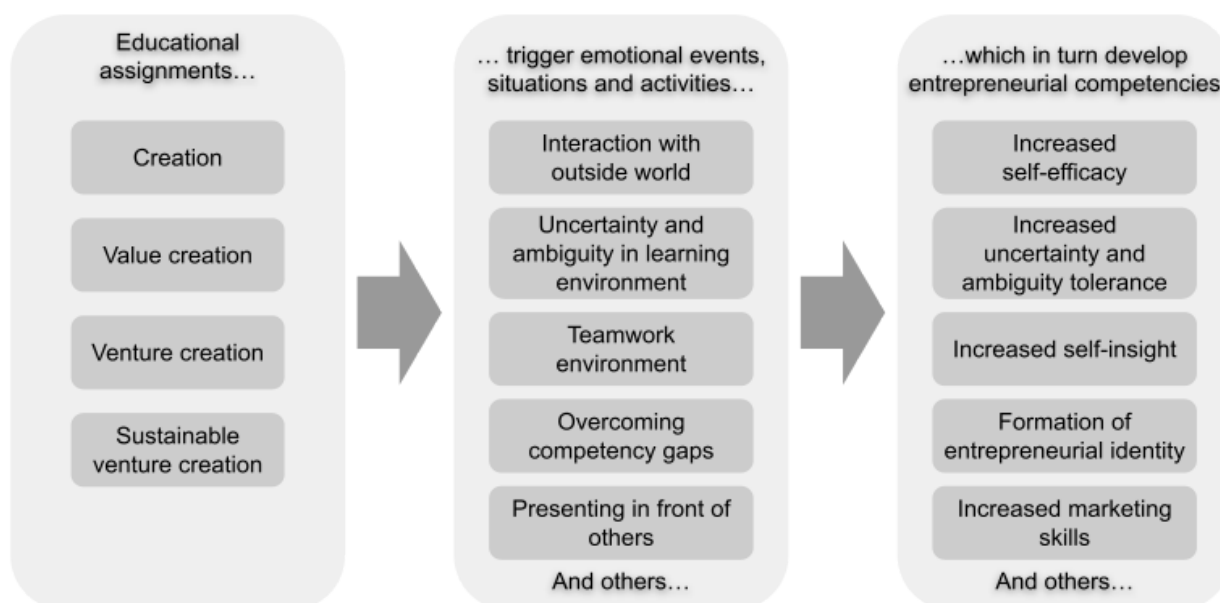 Educational
assignments…
Creation
Value creation
Venture creation
Sustainable
venture creation
… trigger emotional events,
situations and activities…
Interaction with
outside world
Uncertainty and
ambiguity in learning
environment
Teamwork
environment
Overcoming
competency gaps
Presenting in front of
others
And others…
…which in turn develop
entrepreneurial competencies
Increased
self-efficacy
Increased
uncertainty and
ambiguity tolerance
Increased self-insight
Formation of
entrepreneurial identity
Increased marketing
skills
And others…